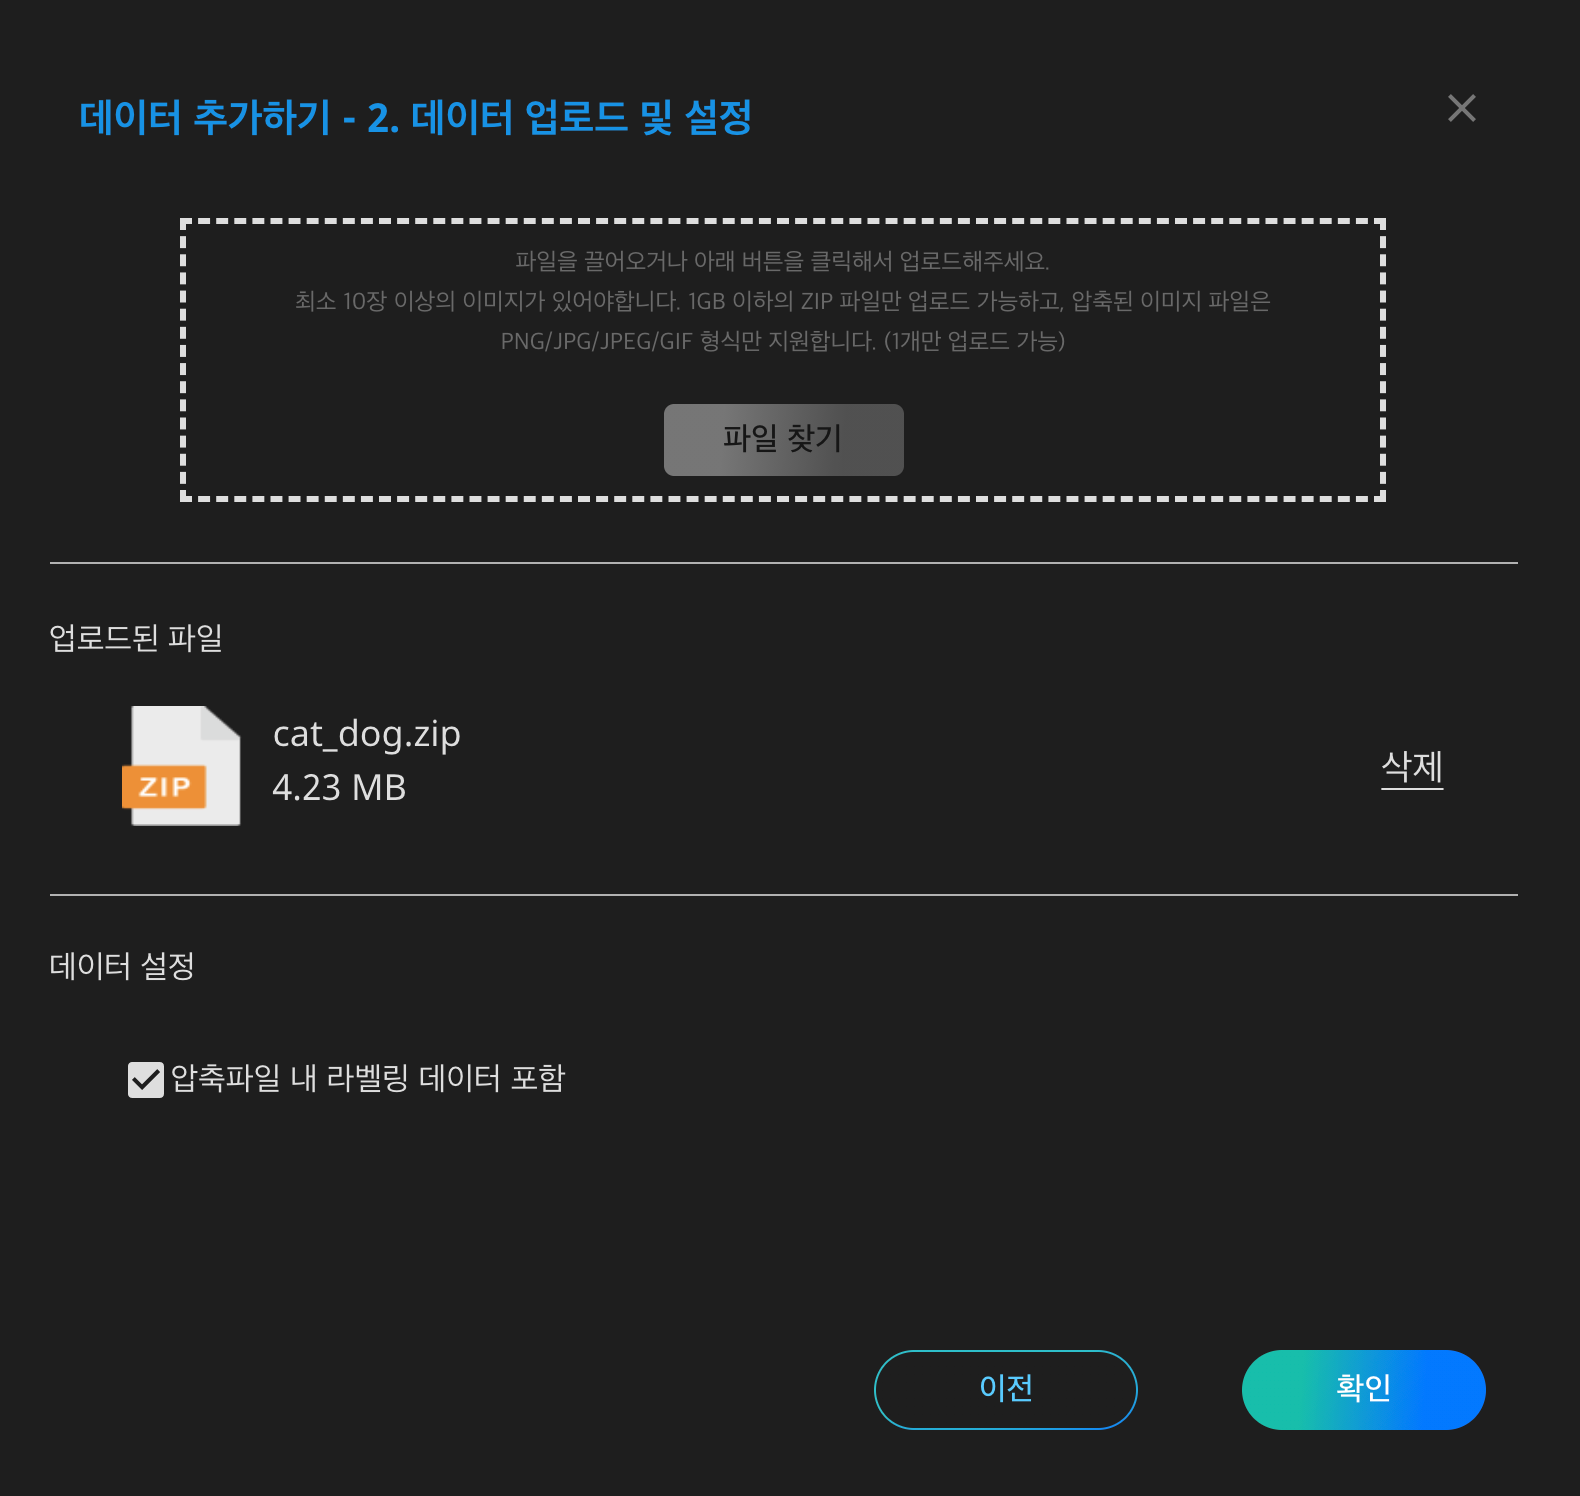 데이터 추가하기 - 2. 데이터 업로드 및 설정
파일을 끌어오거나 아래 버튼을 클릭해서 업로드해주세요.
최소 10장 이상의 이미지가 있어야합니다. 1GB 이하의 ZIP 파일만 업로드 가능하고, 압축된 이미지 파일은
PNG/JPG/JPEG/GIF 형식만 지원합니다. (1개만 업로드 가능)
파일 찾기
업로드된 파일
ZIP
cat_dog.zip
4.23 MB
삭제
데이터 설정
압축파일 내 라벨링 데이터 포함
이전
확인